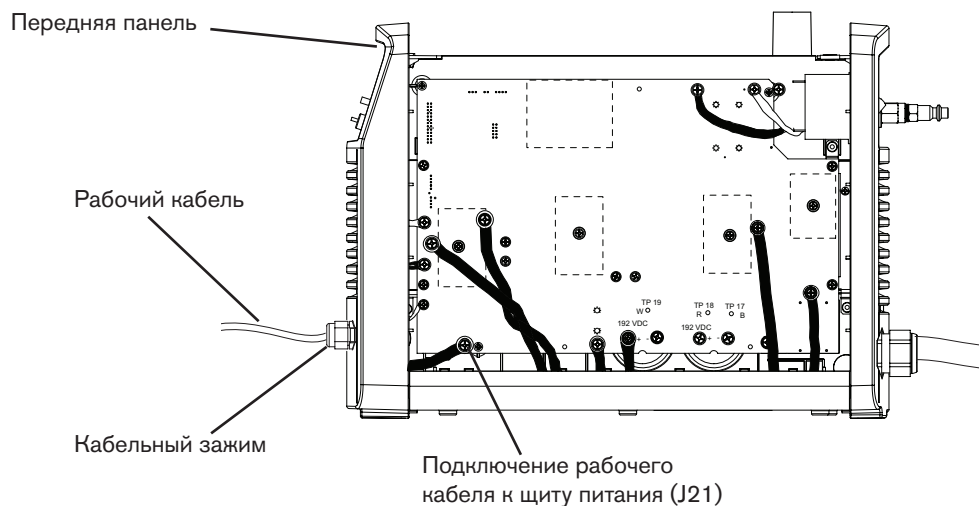 Передняя панель
Рабочий кабель
TP 19
W
TP 18
R
TP 17
B
192 VDC
+
-
192 VDC
+
-
Кабельный зажим
Подключение рабочего
кабеля к щиту питания (J21)